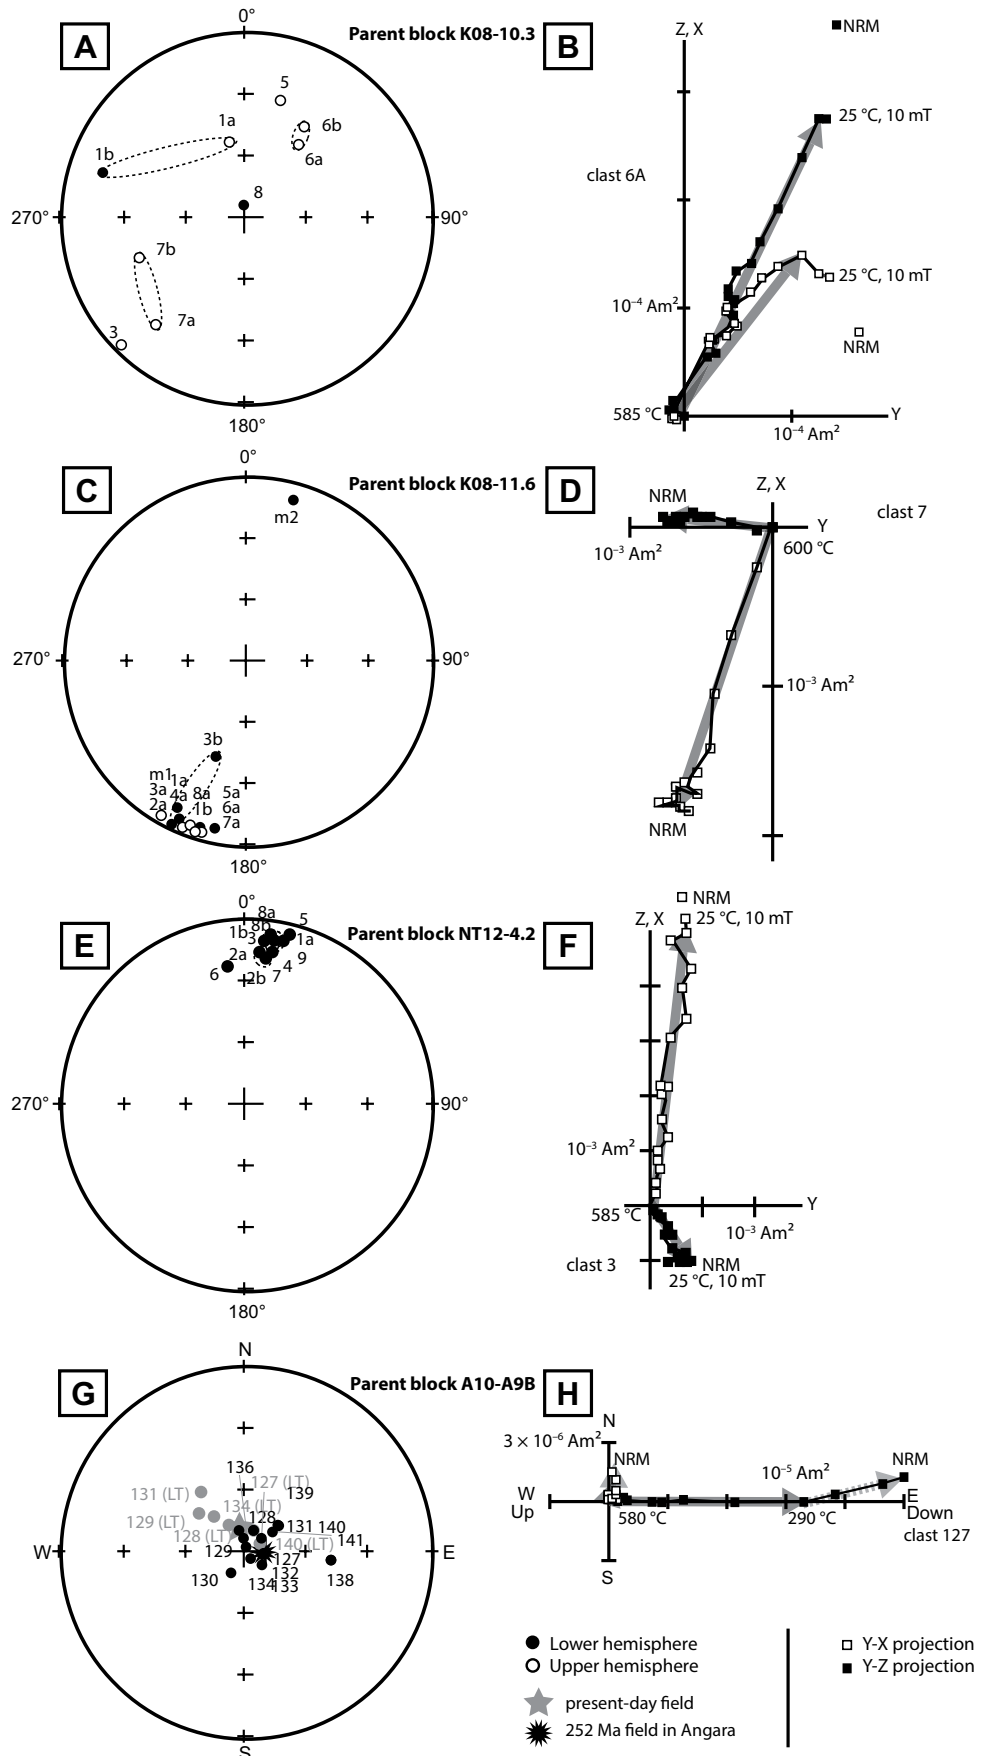 A
0°
Parent block K08-10.3
5
1a
6b
6a
1b
8
270°
90°
7b
7a
3
180°
B
Z, X
NRM
25 °C, 10 mT
clast 6A
25 °C, 10 mT
10⁻⁴ Am²
NRM
585 °C
Y
10⁻⁴ Am²
C
0°
Parent block K08-11.6
m2
270°
90°
3b
m1 1a
3a 4a 8a 5a
2a 1b 6a
7a
180°
D
Z, X
NRM
clast 7
Y
10⁻³ Am²
600 °C
10⁻³ Am²
NRM
E
0°
Parent block NT12-4.2
8a 5
1b 8b
3 1a
2a 9
6 2b 7 4
270°
90°
180°
F
NRM
Z, X 25 °C, 10 mT
10⁻³ Am²
585 °C
Y
10⁻³ Am²
clast 3
NRM
25 °C, 10 mT
G
N
Parent block A10-A9B
136
127 (LT)
131 (LT) 139
134 (LT)
129 (LT) 128 131 140
128 (LT) 140 (LT) 141
W 129 127 E
130 132 138
134 133
S
H
N
3 × 10⁻⁶ Am²
NRM
10⁻⁵ Am²
NRM
W E
Up Down
580 °C 290 °C
clast 127
S
Lower hemisphere
Upper hemisphere
present-day field
252 Ma field in Angara
Y-X projection
Y-Z projection